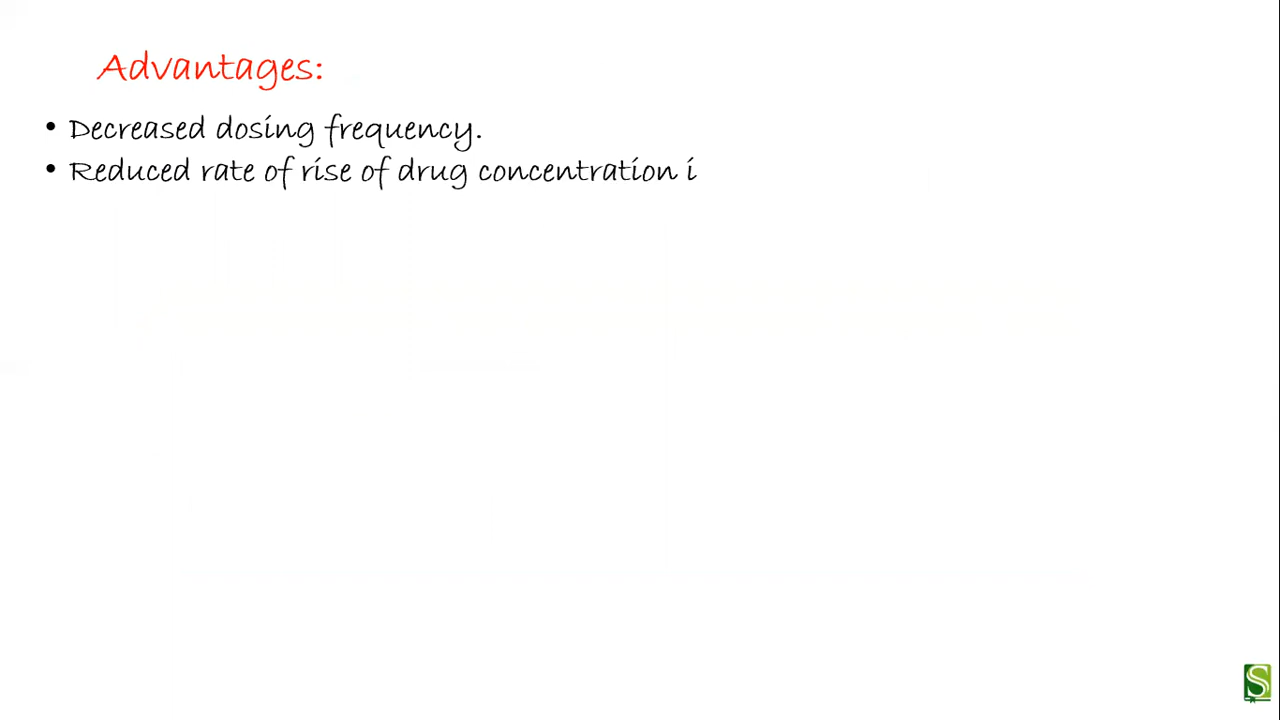 Advantages:
• Decreased dosing frequency.
• Reduced rate of rise of drug concentration i
S